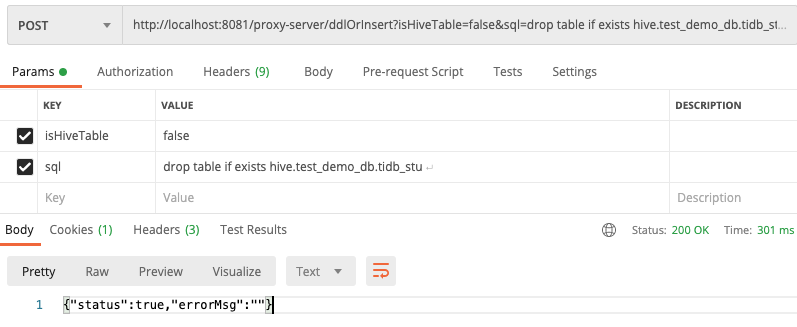 POST http://localhost:8081/proxy-server/ddlOrInsert?isHiveTable=false&sql=drop table if exists hive.test_demo_db.tidb_st...
Params Authorization Headers (9) Body Pre-request Script Tests Settings
KEY VALUE DESCRIPTION
isHiveTable false
sql drop table if exists hive.test_demo_db.tidb_stu ↵
Key Value Description
Body Cookies (1) Headers (3) Test Results Status: 200 OK Time: 301 ms
Pretty Raw Preview Visualize Text
1 {"status":true,"errorMsg":""}